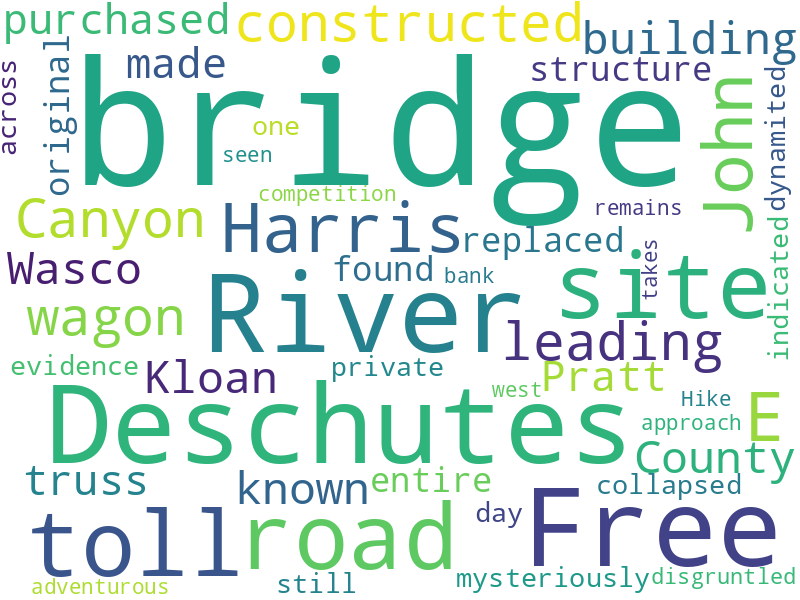 purchased constructed building
across original made structure
bridge John dynamited
one
seen
competition remains
Canyon Harris replaced
Wasco found bank takes site indicated
wagon River leading
evidence Kloan private Pratt
Deschutes west Hike E
approach
truss known entire County
collapsed
toll road day Free
adventurous still mysteriously disgruntled